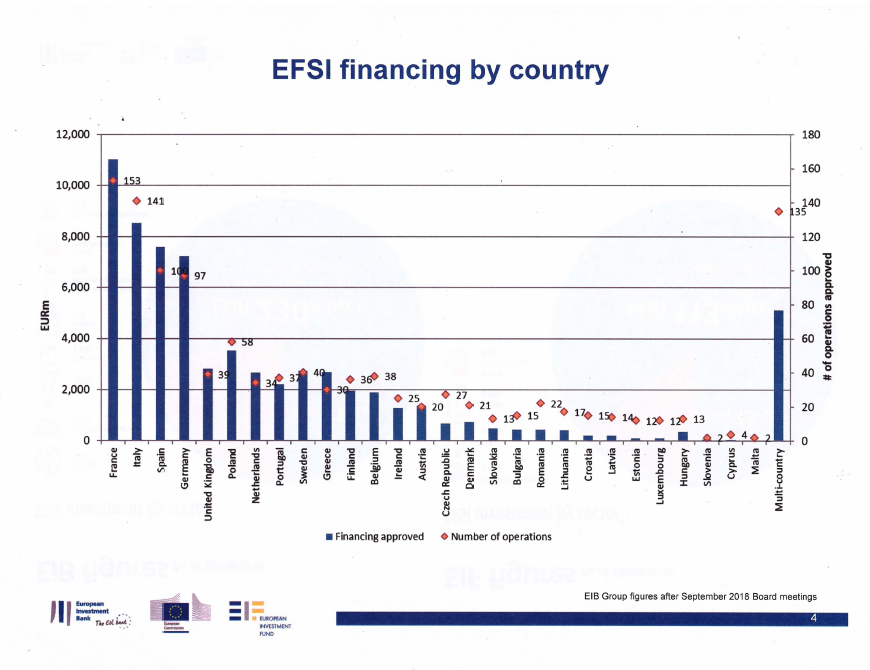 EFSI financing by country
12,000
10,000
8,000
6,000
4,000
2,000
0
EURm
180
160
140
120
100
80
60
40
20
0
# of operations approved
153
141
100
97
39
58
34
37
40
30
36
38
25
20
27
21
13
15
22
17
15
14
12
12
13
2
4
2
135
France
Italy
Spain
Germany
United Kingdom
Poland
Netherlands
Portugal
Sweden
Greece
Finland
Belgium
Ireland
Austria
Czech Republic
Denmark
Slovakia
Bulgaria
Romania
Lithuania
Croatia
Latvia
Estonia
Luxembourg
Hungary
Slovenia
Cyprus
Malta
Multi-country
Financing approved
Number of operations
EIB Group figures after September 2018 Board meetings
European
Investment
Bank The EU bank
European
Commission
EUROPEAN
INVESTMENT
FUND
4